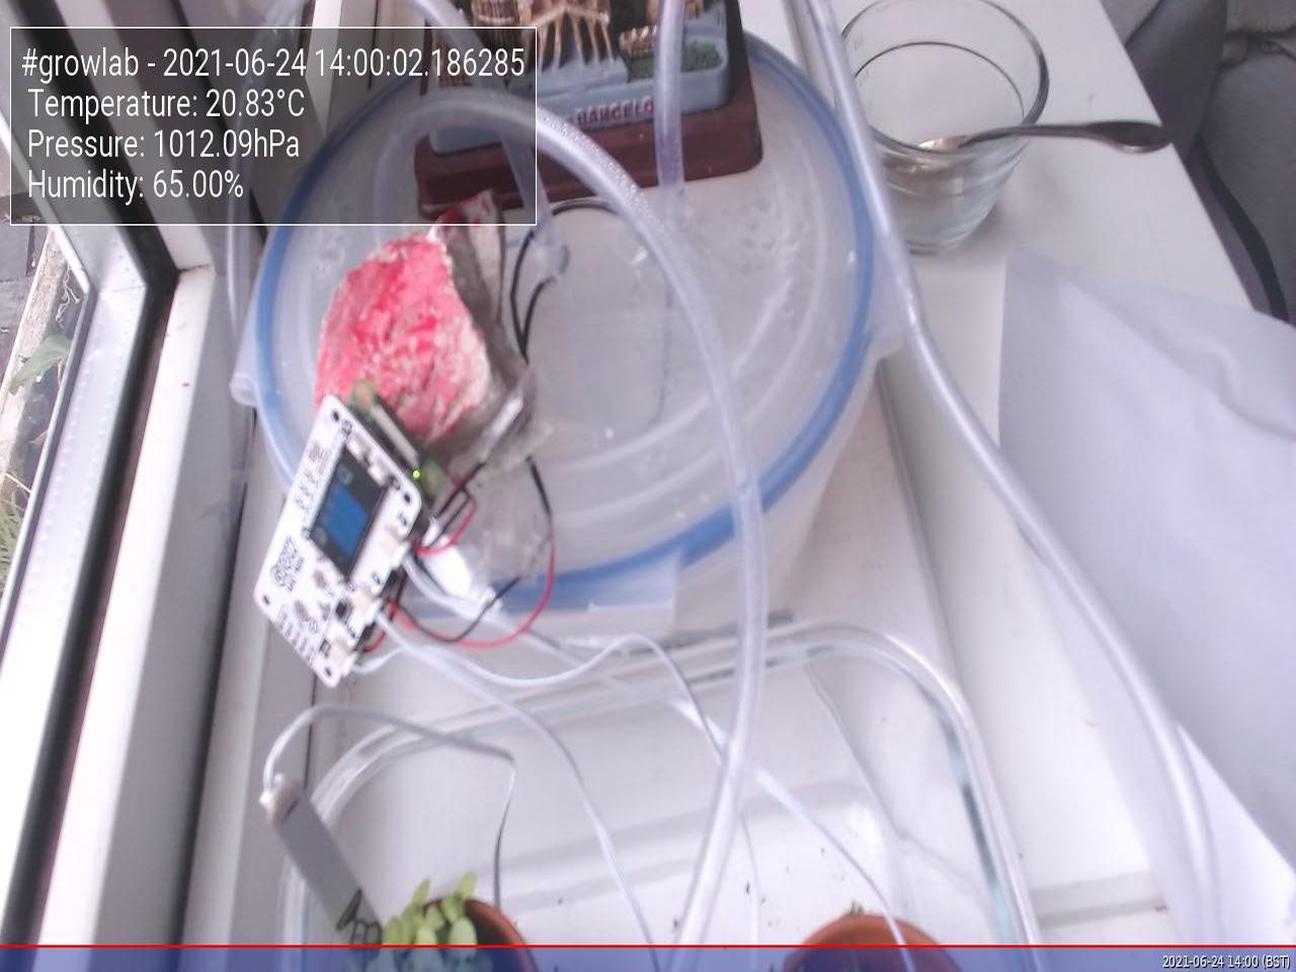 #growlab - 2021-06-24 14:00:02.186285
Temperature: 20.83°C
Pressure: 1012.09hPa
Humidity: 65.00%
BARCELO
2021-06-24 14:00 (BST)